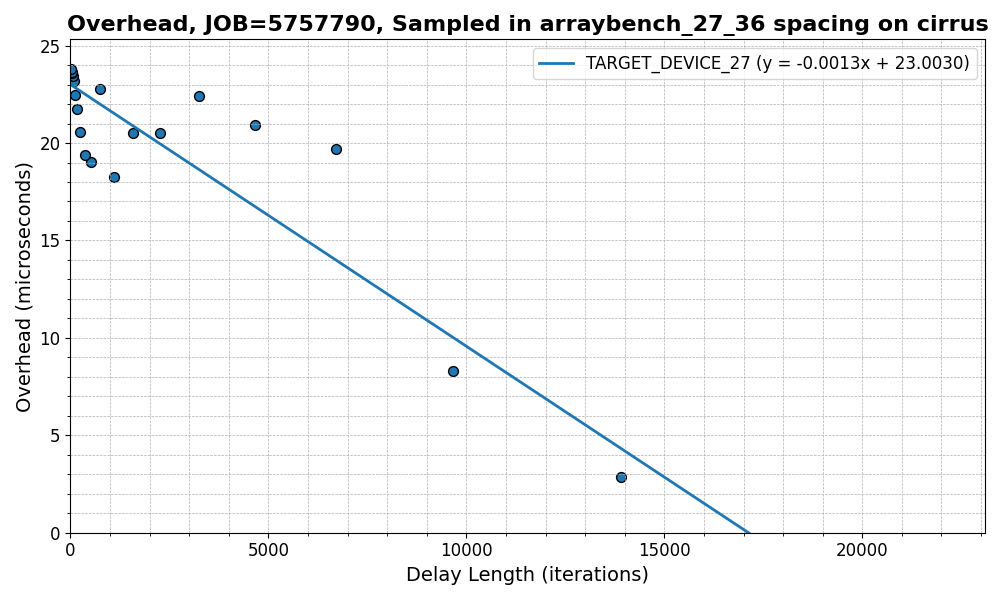 Overhead, JOB=5757790, Sampled in arraybench_27_36 spacing on cirrus
TARGET_DEVICE_27 (y = -0.0013x + 23.0030)
Overhead (microseconds)
25
20
15
10
5
0
0 5000 10000 15000 20000
Delay Length (iterations)